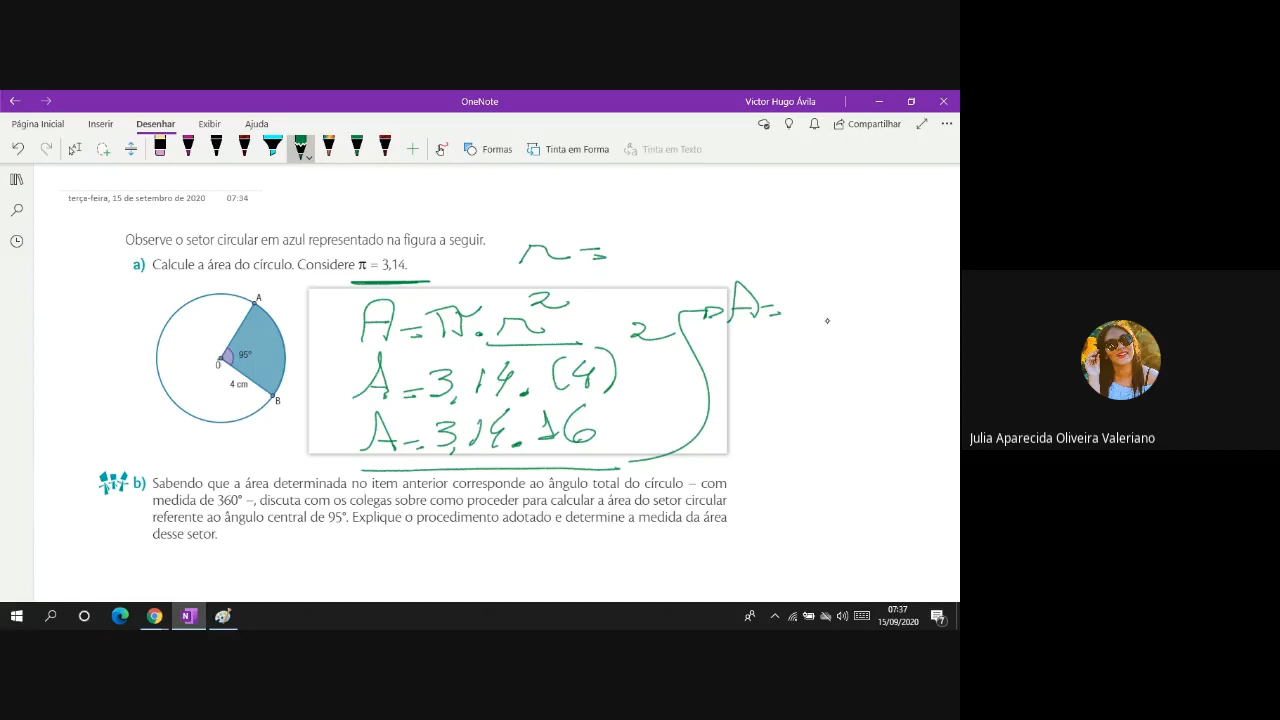 OneNote
Victor Hugo Ávila
Página Inicial Inserir Desenhar Exibir Ajuda
Compartilhar
Formas Tinta em Forma Tinta em Texto
terça-feira, 15 de setembro de 2020 07:34
Observe o setor circular em azul representado na figura a seguir.
r =
a) Calcule a área do círculo. Considere π = 3,14.
A
95°
O
4 cm
B
A = π . r²
A = 3,14 . (4)²
A = 3,14 . 16
A =
b) Sabendo que a área determinada no item anterior corresponde ao ângulo total do círculo – com
medida de 360° –, discuta com os colegas sobre como proceder para calcular a área do setor circular
referente ao ângulo central de 95°. Explique o procedimento adotado e determine a medida da área
desse setor.
Julia Aparecida Oliveira Valeriano
N
07:37
15/09/2020
7